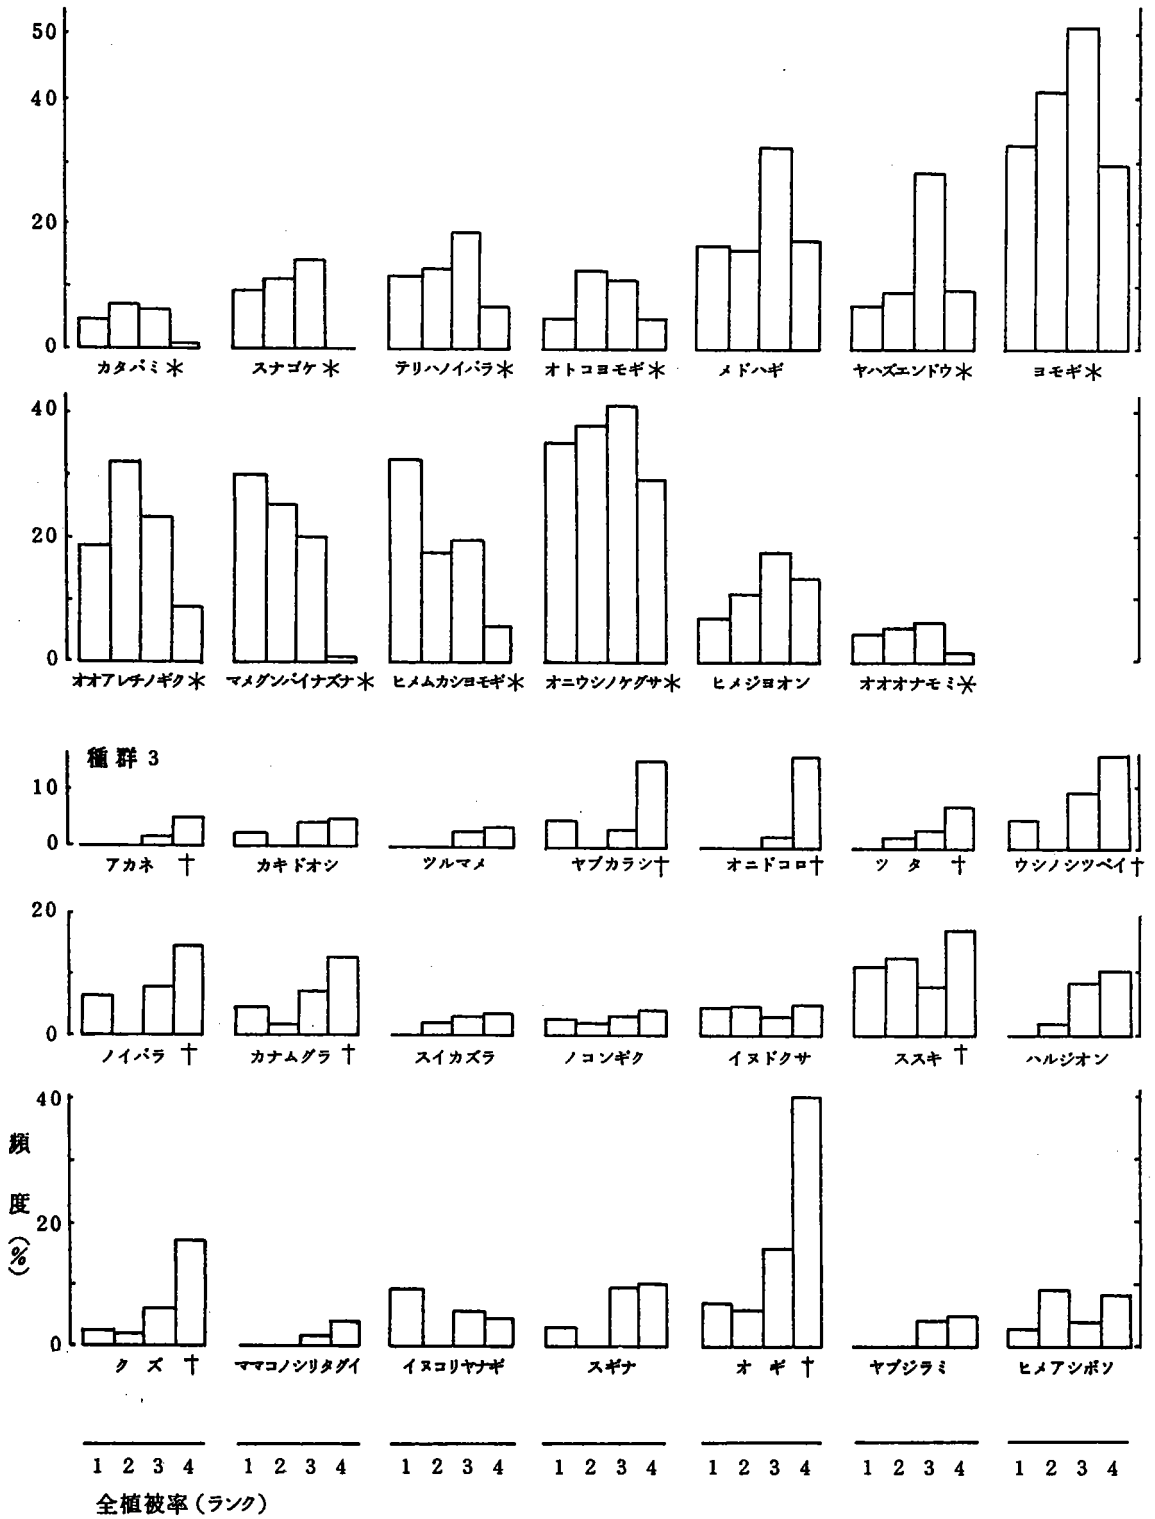 50
40
20
0
カタバミ＊ スナゴケ＊ テリハノイバラ＊ オトコヨモギ＊ メドハギ ヤハズエンドウ＊ ヨモギ＊
40
20
0
オオアレチノギク＊ マメグンバイナズナ＊ ヒメムカシヨモギ＊ オニウシノケグサ＊ ヒメジヨオン オオオナモミ＊
種群 3
10
0
アカネ † カキドオシ ツルマメ ヤブカラシ† オニドコロ† ツタ † ウシノシツペイ†
20
0
ノイバラ † カナムグラ † スイカズラ ノコンギク イヌドクサ ススキ † ハルジオン
40
頻度(%)
20
0
クズ † ママコノシリヌグイ イヌコリヤナギ スギナ オギ † ヤブジラミ ヒメアシボソ
1 2 3 4 1 2 3 4 1 2 3 4 1 2 3 4 1 2 3 4 1 2 3 4 1 2 3 4
全植被率(ランク)